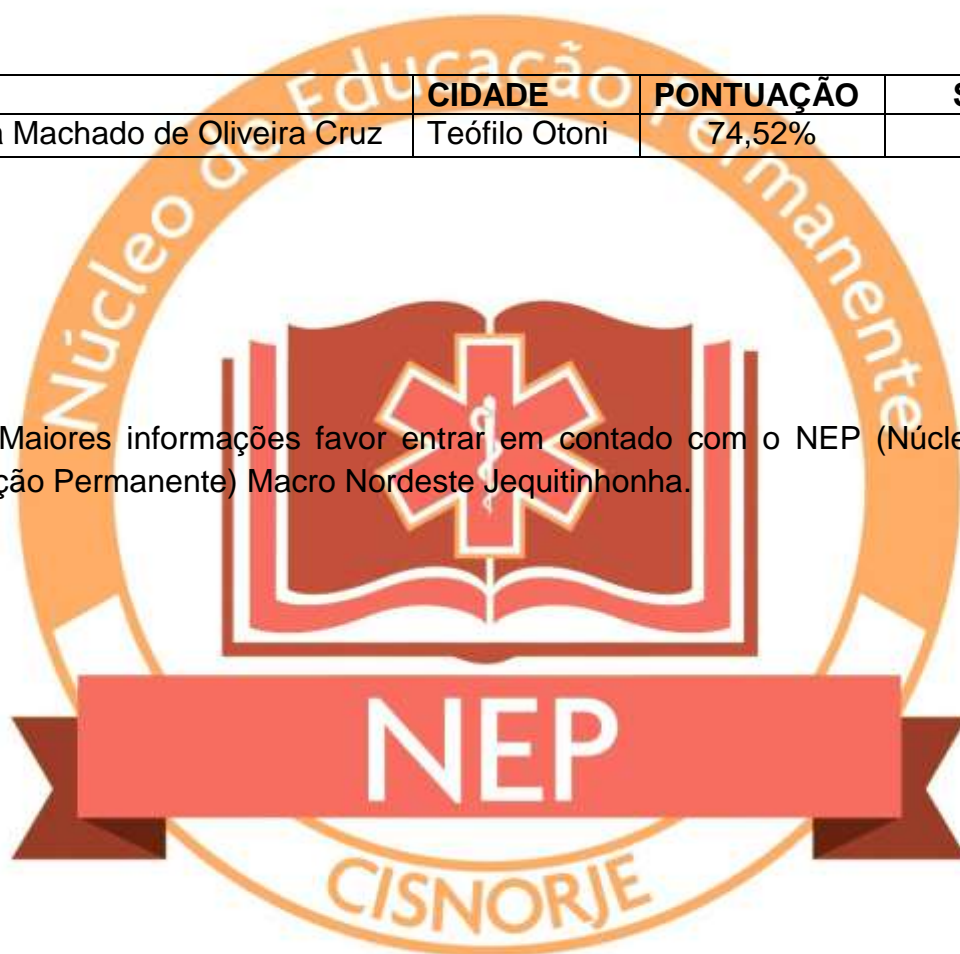 Núcleo de Educação Permanente
CIDADE PONTUAÇÃO S
a Machado de Oliveira Cruz Teófilo Otoni 74,52%
Maiores informações favor entrar em contado com o NEP (Núcle
ção Permanente) Macro Nordeste Jequitinhonha.
NEP
CISNORJE